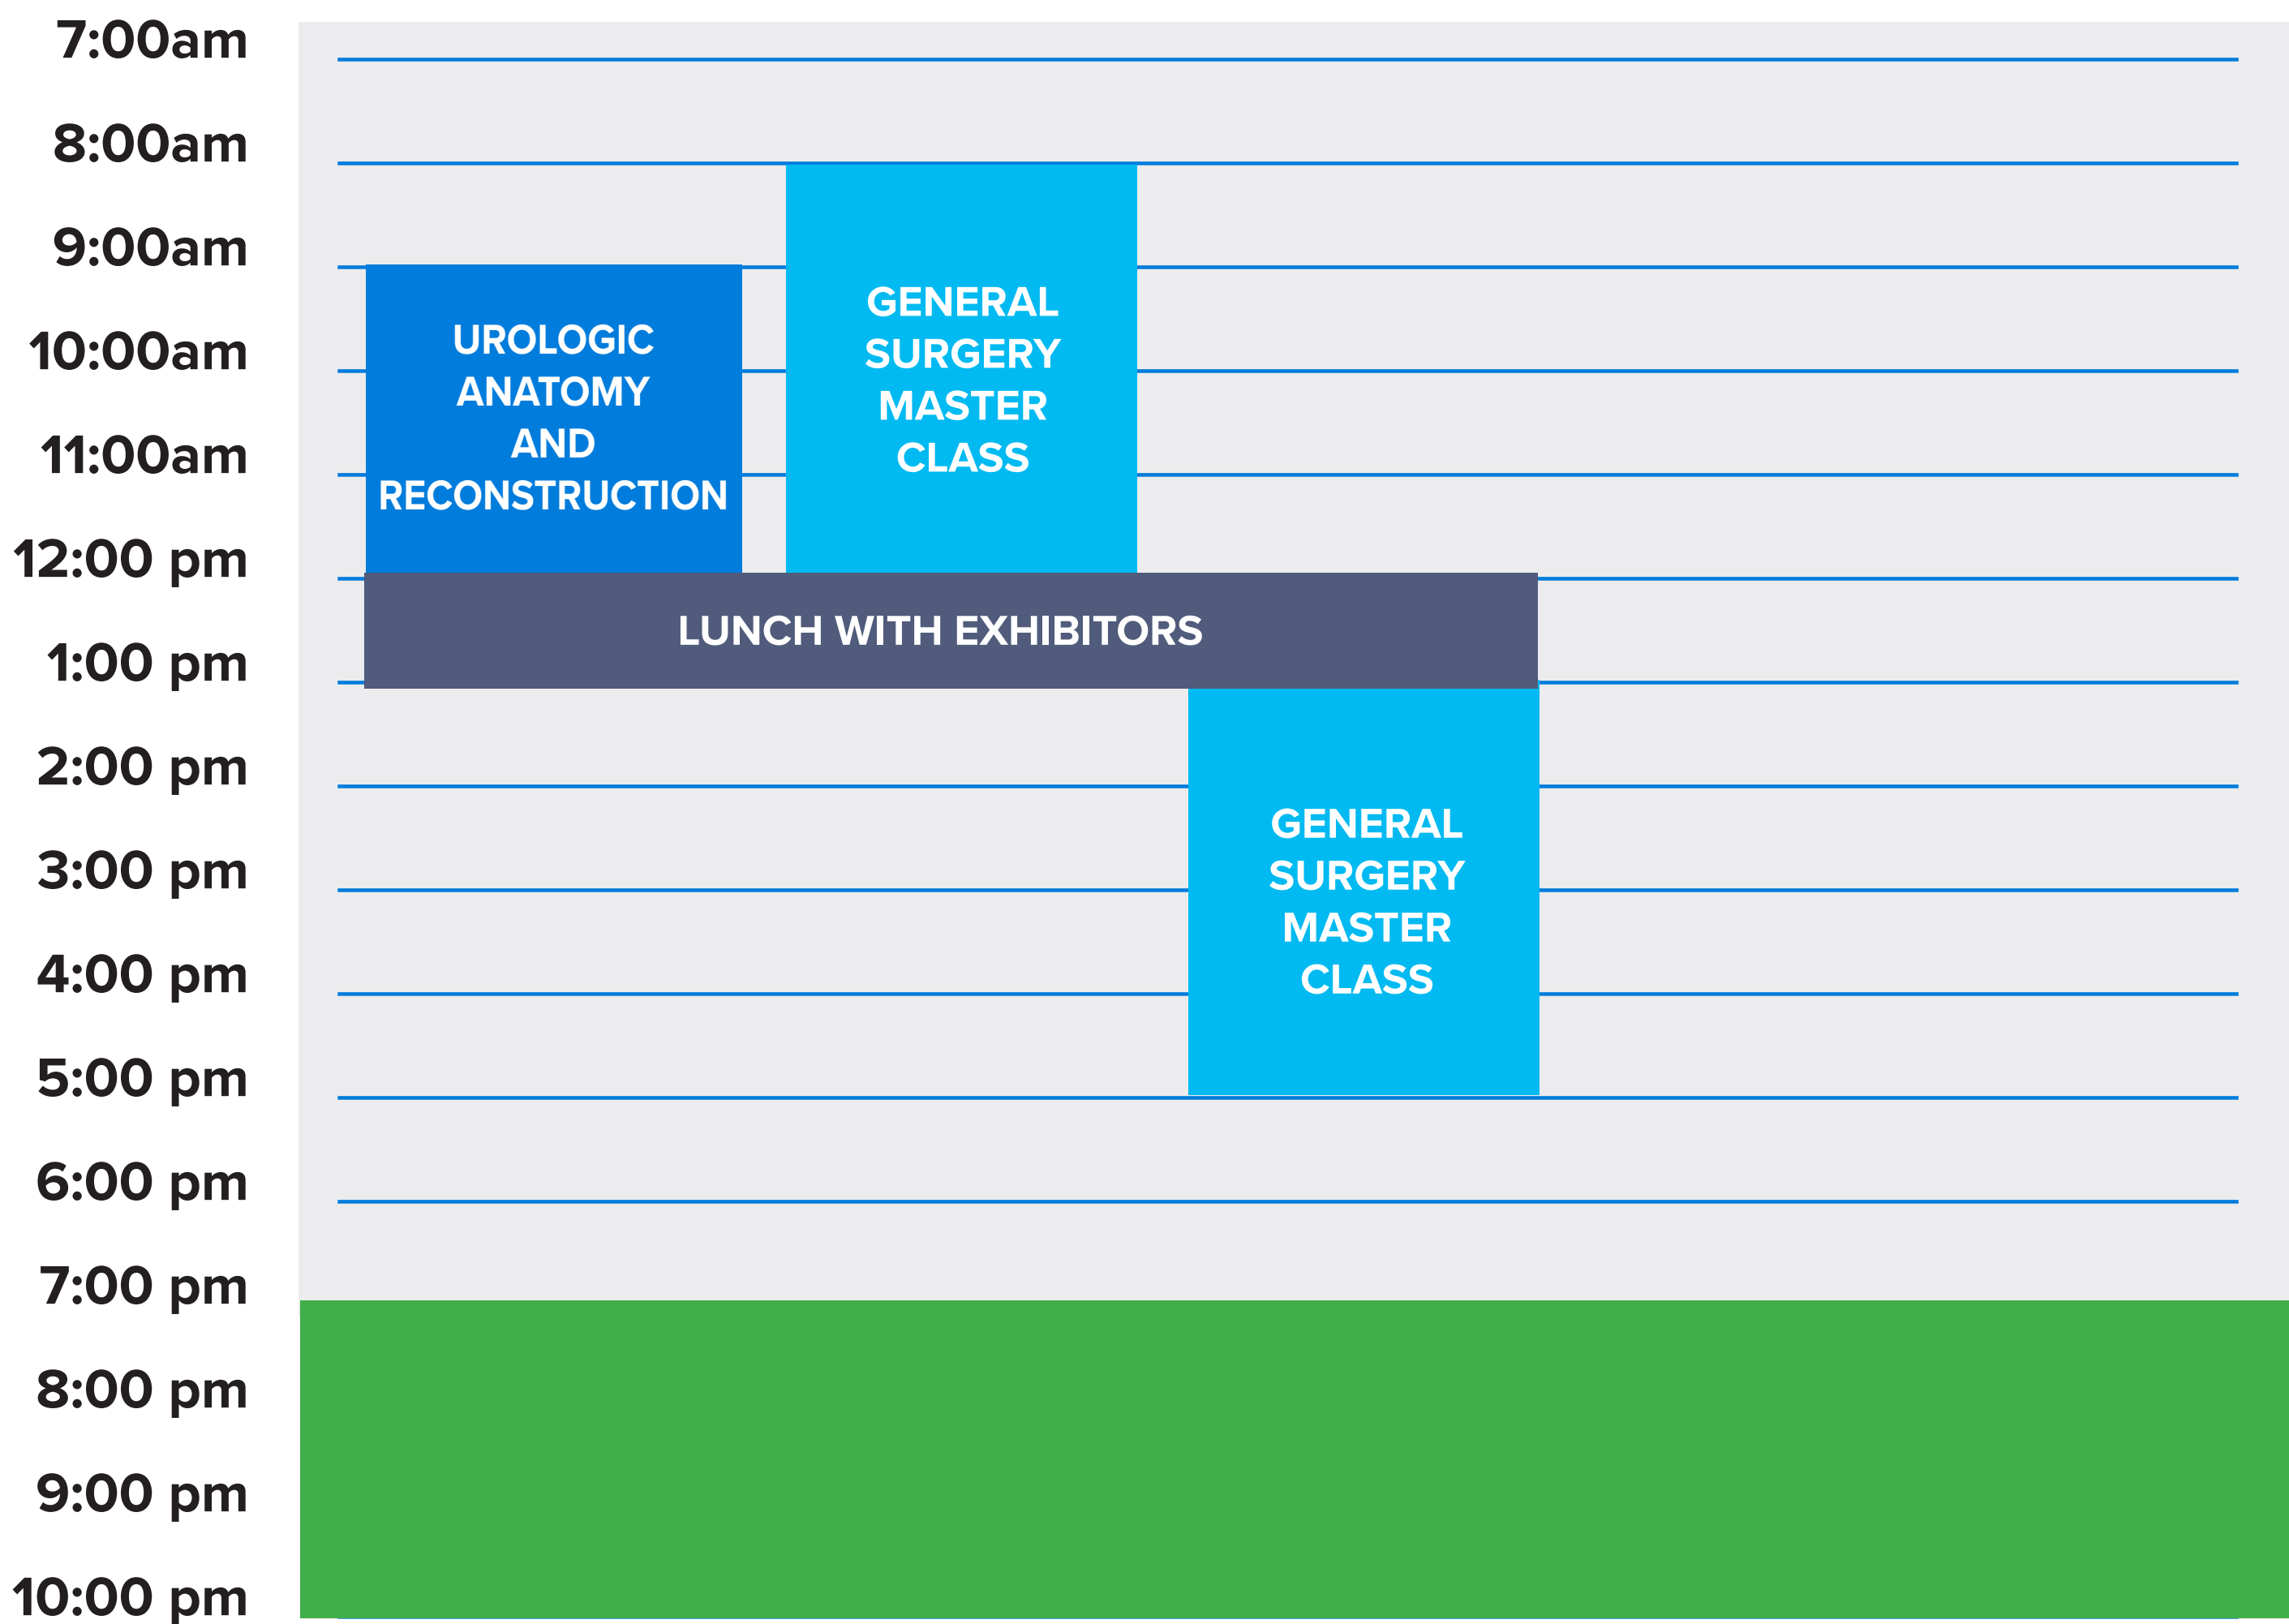 7:00am
8:00am
9:00am
10:00am
11:00am
12:00 pm
1:00 pm
2:00 pm
3:00 pm
4:00 pm
5:00 pm
6:00 pm
7:00 pm
8:00 pm
9:00 pm
10:00 pm
UROLOGIC
ANATOMY
AND
RECONSTRUCTION
GENERAL
SURGERY
MASTER
CLASS
LUNCH WITH EXHIBITORS
GENERAL
SURGERY
MASTER
CLASS